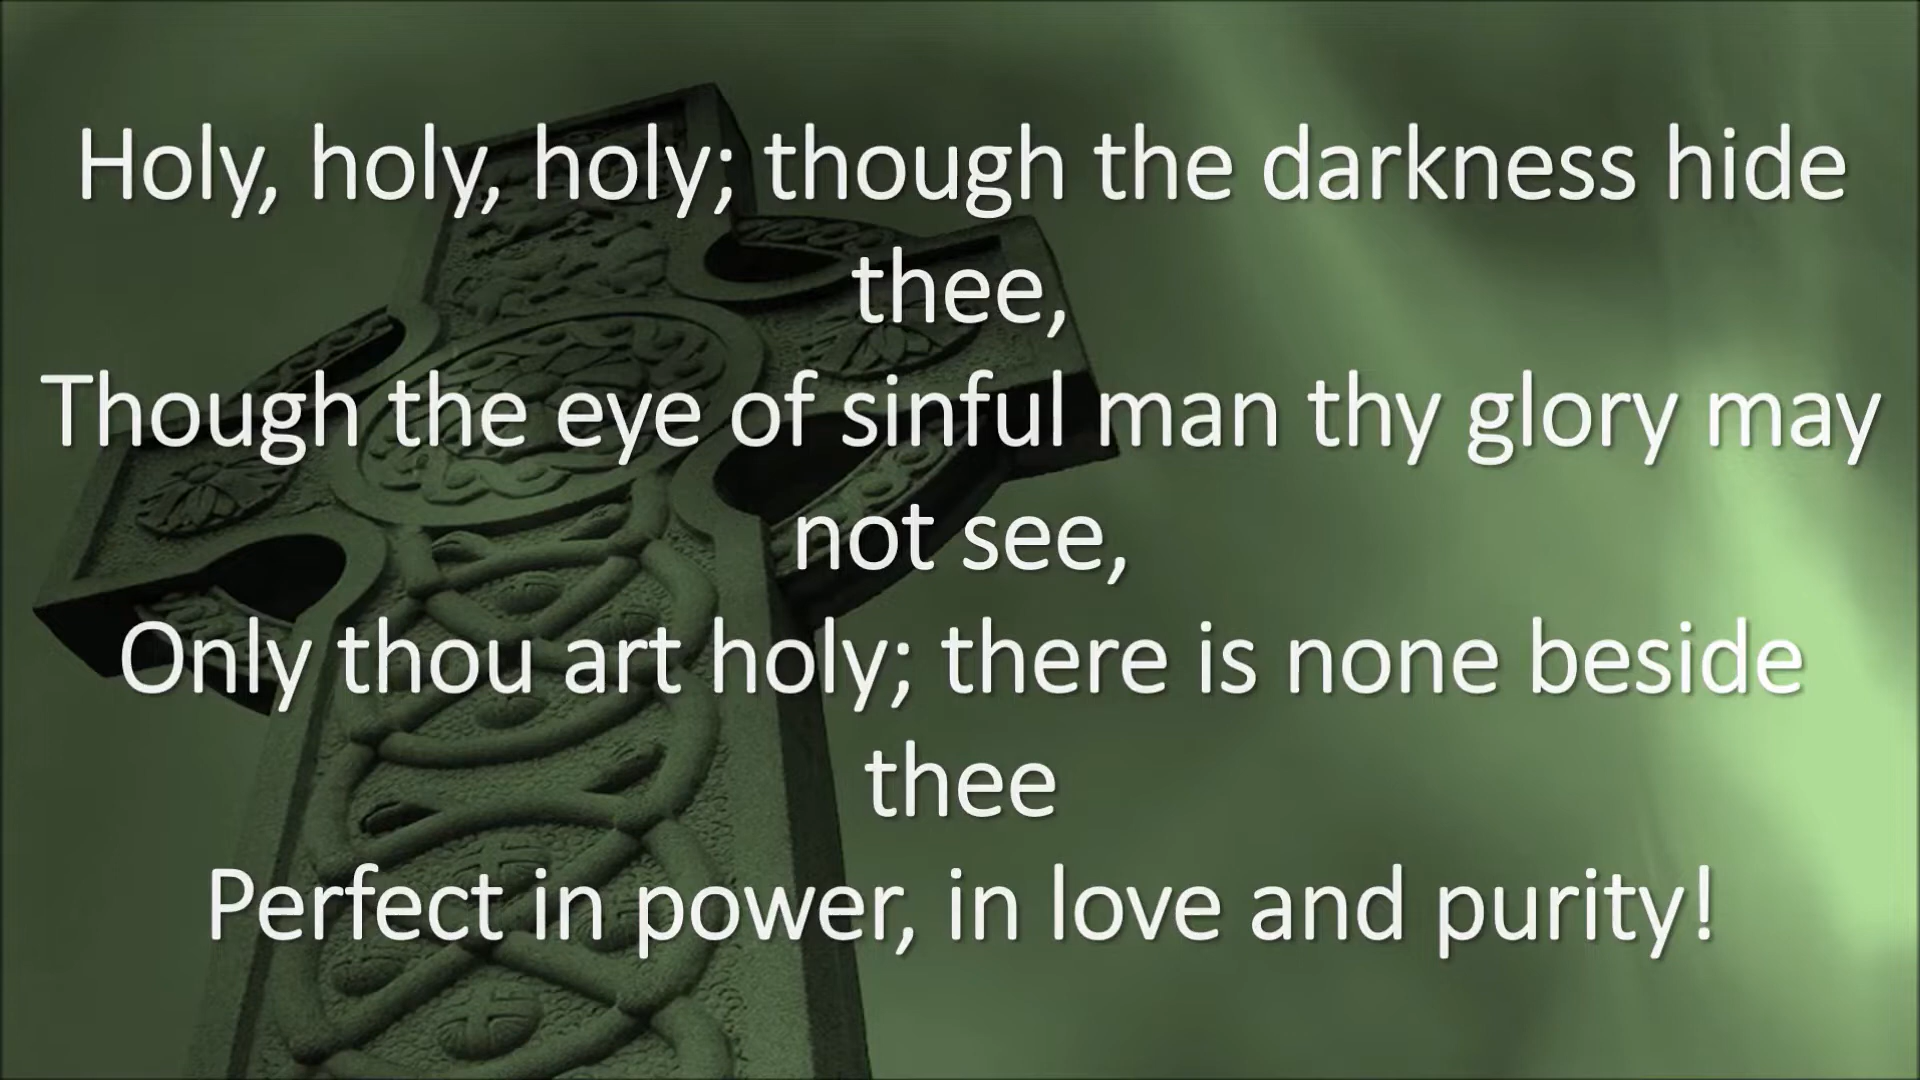 Holy, holy, holy; though the darkness hide
thee,
Though the eye of sinful man thy glory may
not see,
Only thou art holy; there is none beside
thee
Perfect in power, in love and purity!